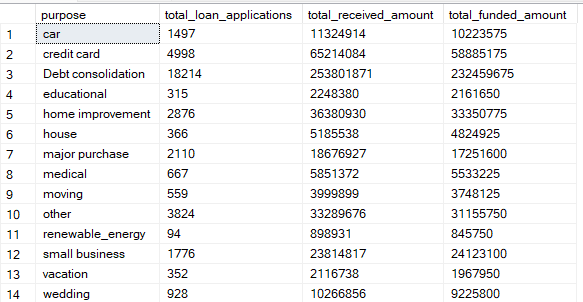 purpose total_loan_applications total_received_amount total_funded_amount
1 car 1497 11324914 10223575
2 credit card 4998 65214084 58885175
3 Debt consolidation 18214 253801871 232459675
4 educational 315 2248380 2161650
5 home improvement 2876 36380930 33350775
6 house 366 5185538 4824925
7 major purchase 2110 18676927 17251600
8 medical 667 5851372 5533225
9 moving 559 3999899 3748125
10 other 3824 33289676 31155750
11 renewable_energy 94 898931 845750
12 small business 1776 23814817 24123100
13 vacation 352 2116738 1967950
14 wedding 928 10266856 9225800